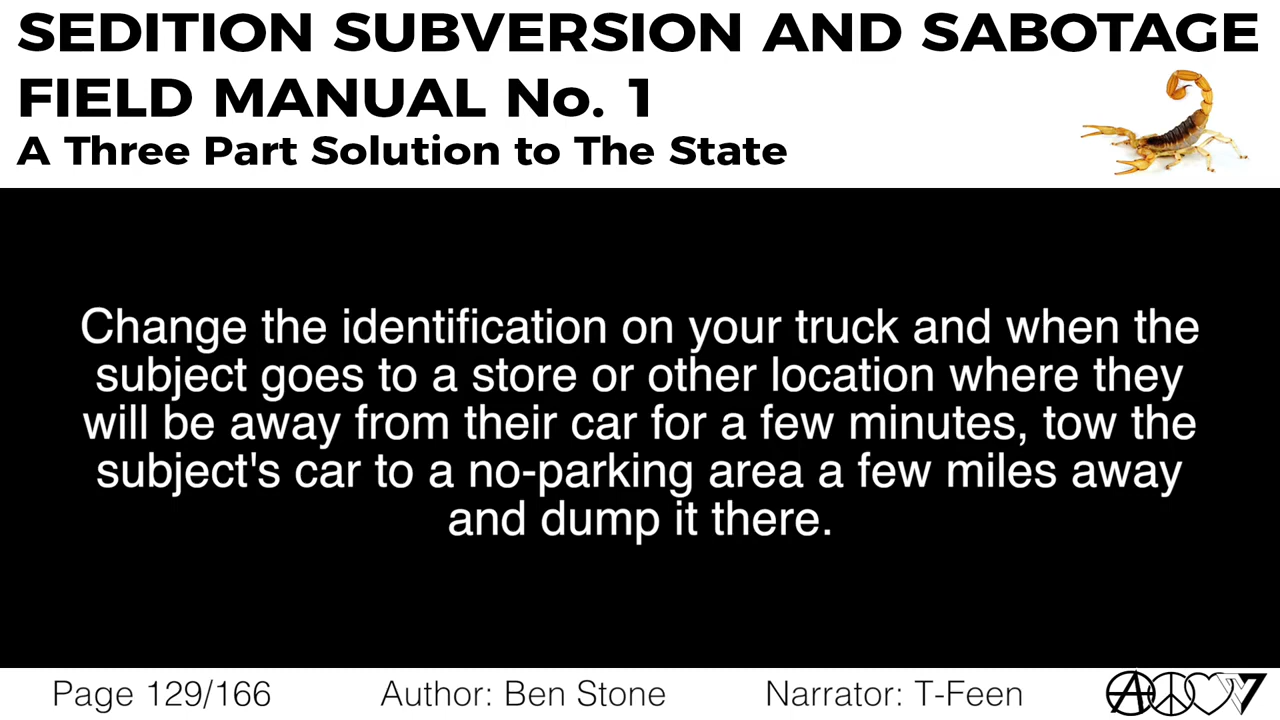 SEDITION SUBVERSION AND SABOTAGE
FIELD MANUAL No. 1
A Three Part Solution to The State
Change the identification on your truck and when the
subject goes to a store or other location where they
will be away from their car for a few minutes, tow the
subject's car to a no-parking area a few miles away
and dump it there.
Page 129/166 Author: Ben Stone Narrator: T-Feen